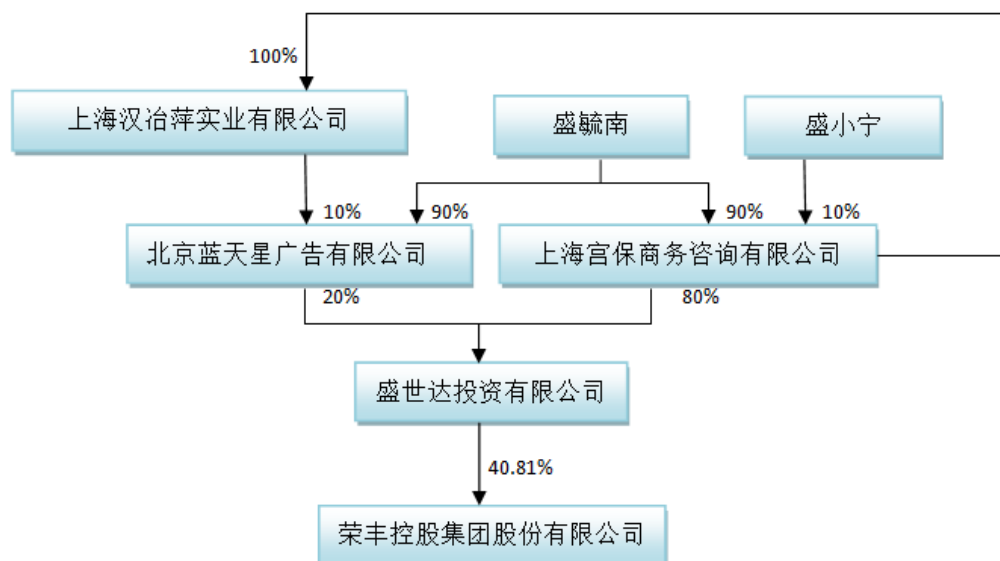 100%
上海汉冶萍实业有限公司
盛毓南
盛小宁
10%
90%
90%
10%
北京蓝天星广告有限公司
上海宫保商务咨询有限公司
20%
80%
盛世达投资有限公司
40.81%
荣丰控股集团股份有限公司